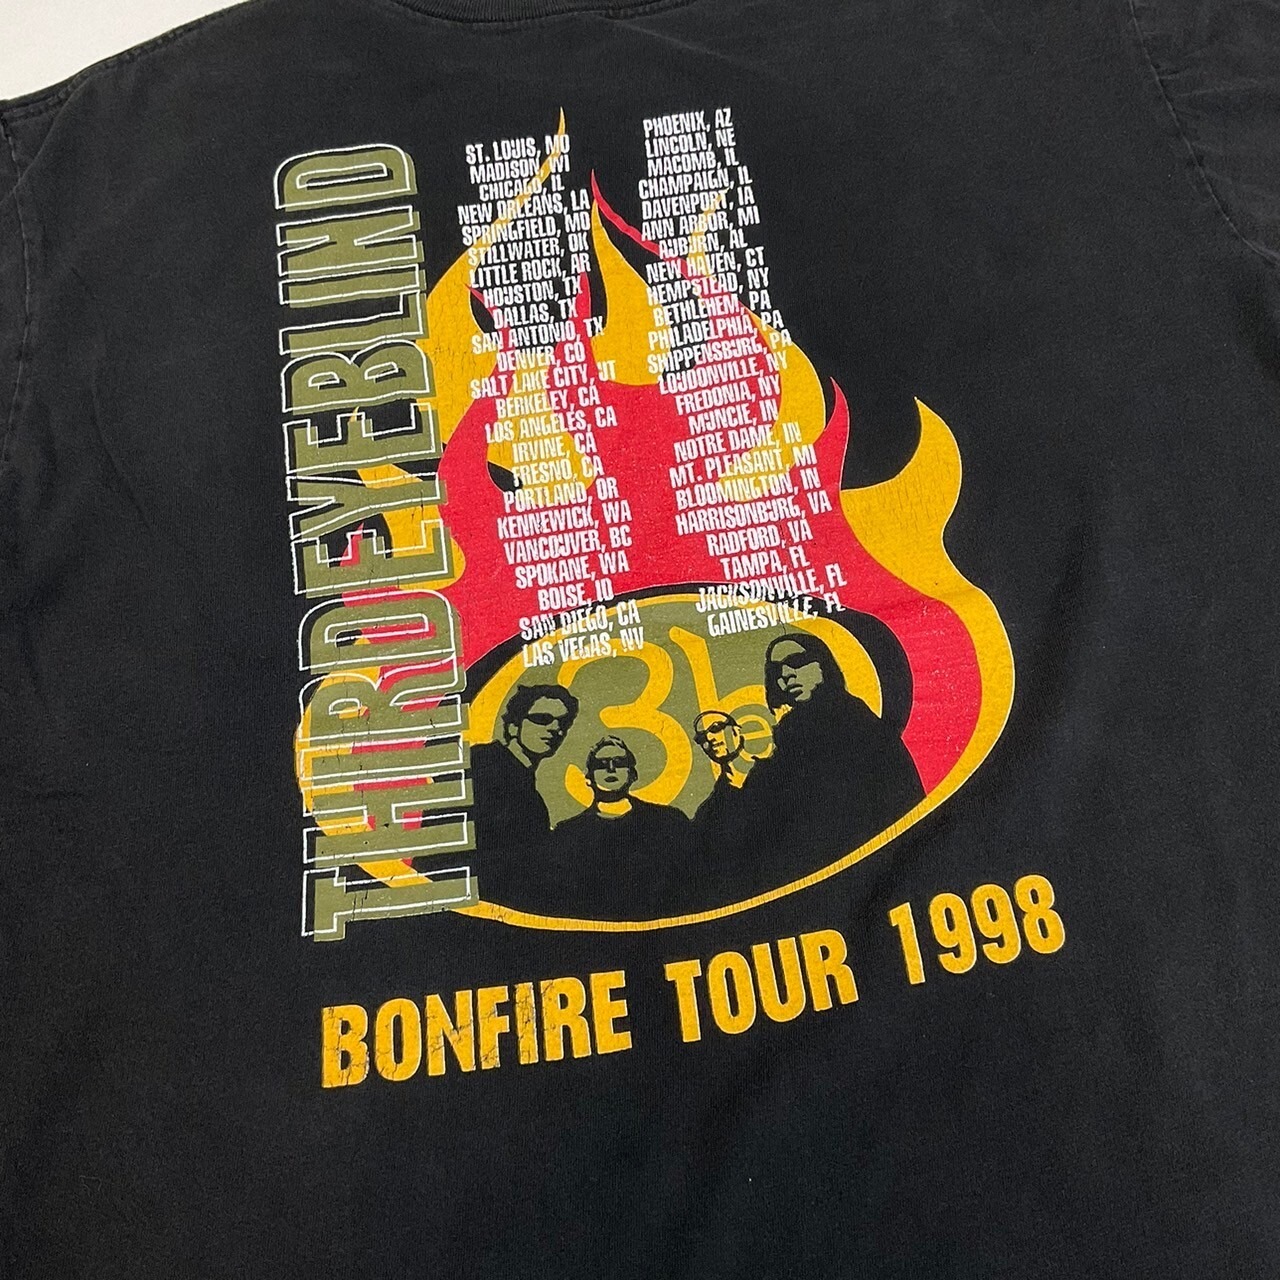 THIRDEYEBLIND
ST. LOUIS, MO
MADISON, WI
CHICAGO, IL
NEW ORLEANS, LA
SPRINGFIELD, MO
STILLWATER, OK
LITTLE ROCK, AR
HOUSTON, TX
DALLAS, TX
SAN ANTONIO, TX
DENVER, CO
SALT LAKE CITY, UT
BERKELEY, CA
LOS ANGELES, CA
IRVINE, CA
FRESNO, CA
PORTLAND, OR
KENNEWICK, WA
VANCOUVER, BC
SPOKANE, WA
BOISE, ID
SAN DIEGO, CA
LAS VEGAS, NV
PHOENIX, AZ
LINCOLN, NE
MACOMB, IL
CHAMPAIGN, IL
DAVENPORT, IA
ANN ARBOR, MI
AUBURN, AL
NEW HAVEN, CT
HEMPSTEAD, NY
BETHLEHEM, PA
PHILADELPHIA, PA
SHIPPENSBURG, PA
LOUDONVILLE, NY
FREDONIA, NY
MUNCIE, IN
NOTRE DAME, IN
MT. PLEASANT, MI
BLOOMINGTON, IN
HARRISONBURG, VA
RADFORD, VA
TAMPA, FL
JACKSONVILLE, FL
GAINESVILLE, FL
3be
BONFIRE TOUR 1998